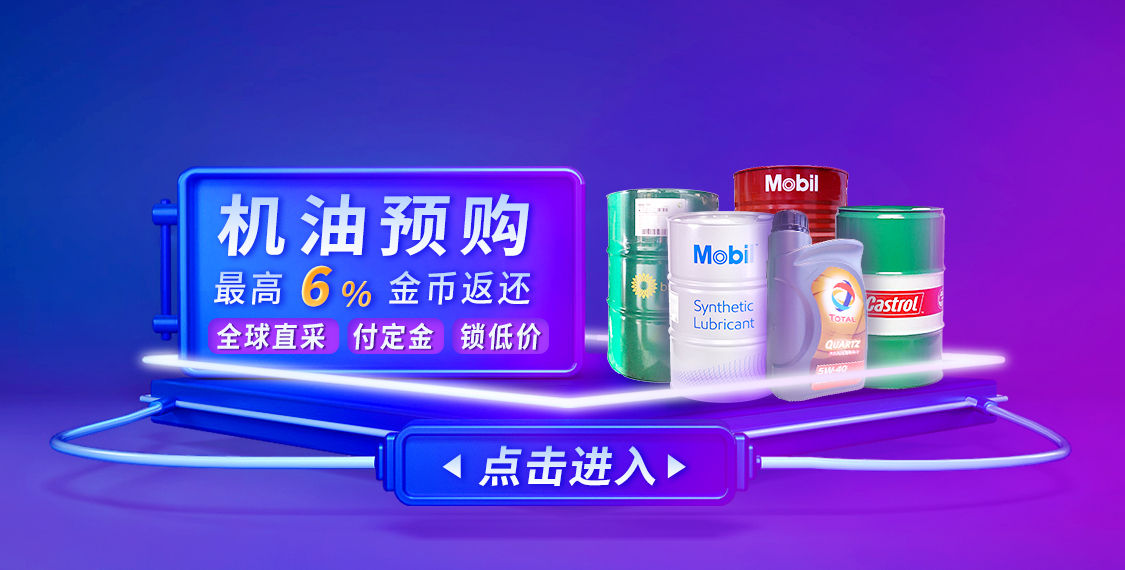 机油预购
最高 6% 金币返还
全球直采 付定金 锁低价
Mobil
Mobil
Synthetic
Lubricant
TOTAL
QUARTZ
5W-40
Castrol
点击进入